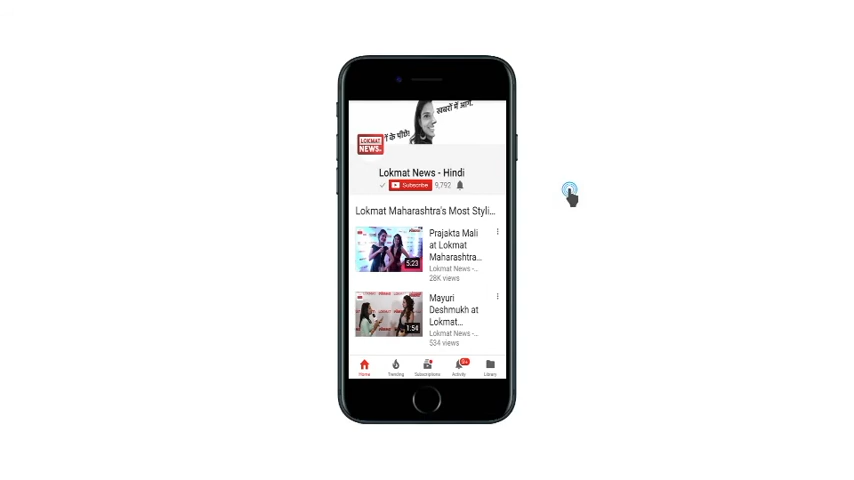 खबरों में आगे,
के पीछे!
LOKMAT
NEWS
Lokmat News - Hindi
Subscribe 9,792
Lokmat Maharashtra's Most Styli...
Prajakta Mali
at Lokmat
Maharashtra...
Lokmat News -..
28K views
5:23
Mayuri
Deshmukh at
Lokmat...
Lokmat News -..
534 views
1:54
Home
Trending
Subscriptions
9+
Activity
Library